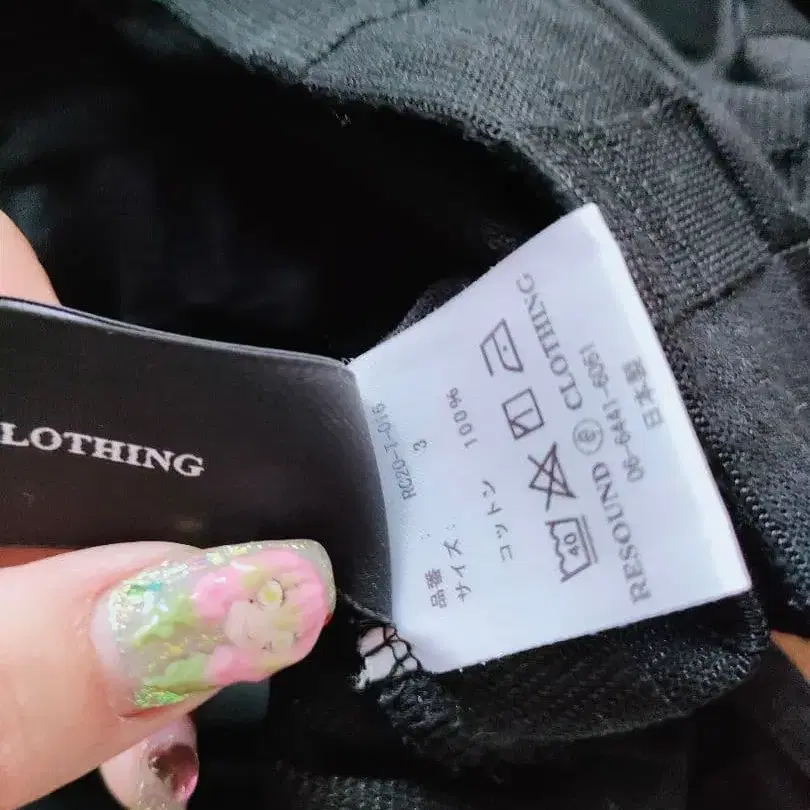 LOTHING
品番: RC20-T-016
サイズ: 3
コットン 100%
40
RESOUND C CLOTHING
06-6441-6061
日本製